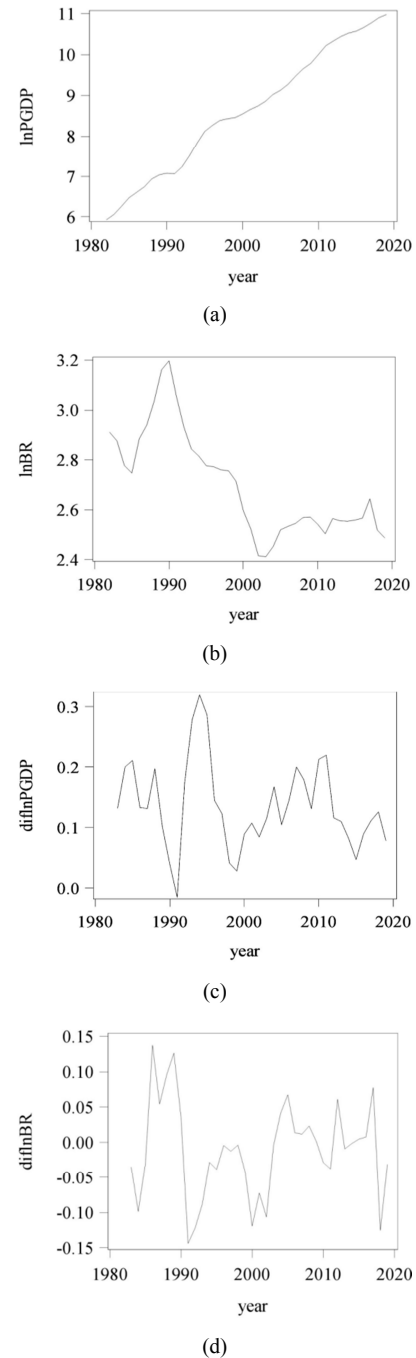 11
10
9
8
7
6
lnPGDP
1980 1990 2000 2010 2020
year
(a)
3.2
3.0
2.8
2.6
2.4
lnBR
1980 1990 2000 2010 2020
year
(b)
0.3
0.2
0.1
0.0
diflnPGDP
1980 1990 2000 2010 2020
year
(c)
0.15
0.10
0.05
0.00
-0.05
-0.10
-0.15
diflnBR
1980 1990 2000 2010 2020
year
(d)